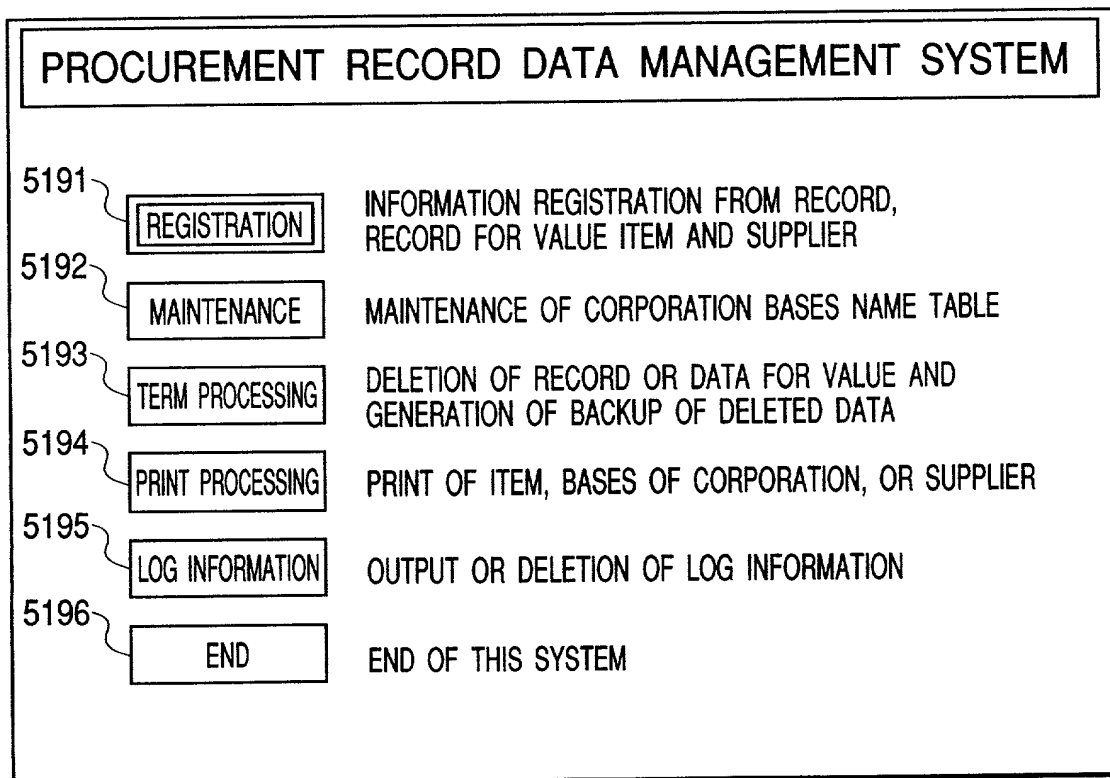 PROCUREMENT RECORD DATA MANAGEMENT SYSTEM
5191
REGISTRATION
INFORMATION REGISTRATION FROM RECORD,
RECORD FOR VALUE ITEM AND SUPPLIER
5192
MAINTENANCE
MAINTENANCE OF CORPORATION BASES NAME TABLE
5193
TERM PROCESSING
DELETION OF RECORD OR DATA FOR VALUE AND
GENERATION OF BACKUP OF DELETED DATA
5194
PRINT PROCESSING
PRINT OF ITEM, BASES OF CORPORATION, OR SUPPLIER
5195
LOG INFORMATION
OUTPUT OR DELETION OF LOG INFORMATION
5196
END
END OF THIS SYSTEM